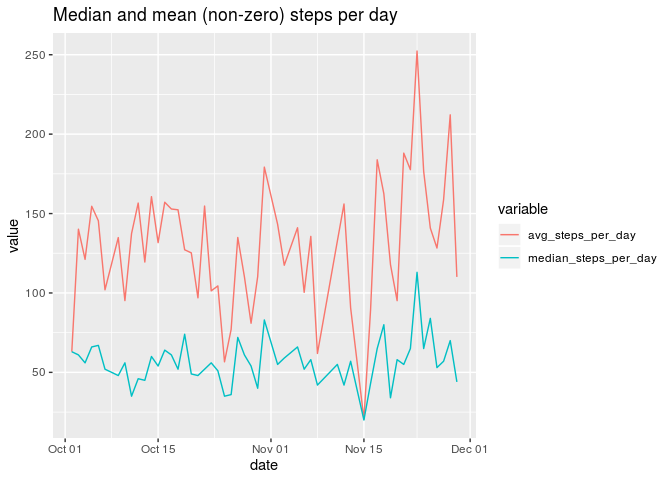 Median and mean (non-zero) steps per day
250
200
150
100
50
value
Oct 01 Oct 15 Nov 01 Nov 15 Dec 01
date
variable
avg_steps_per_day
median_steps_per_day